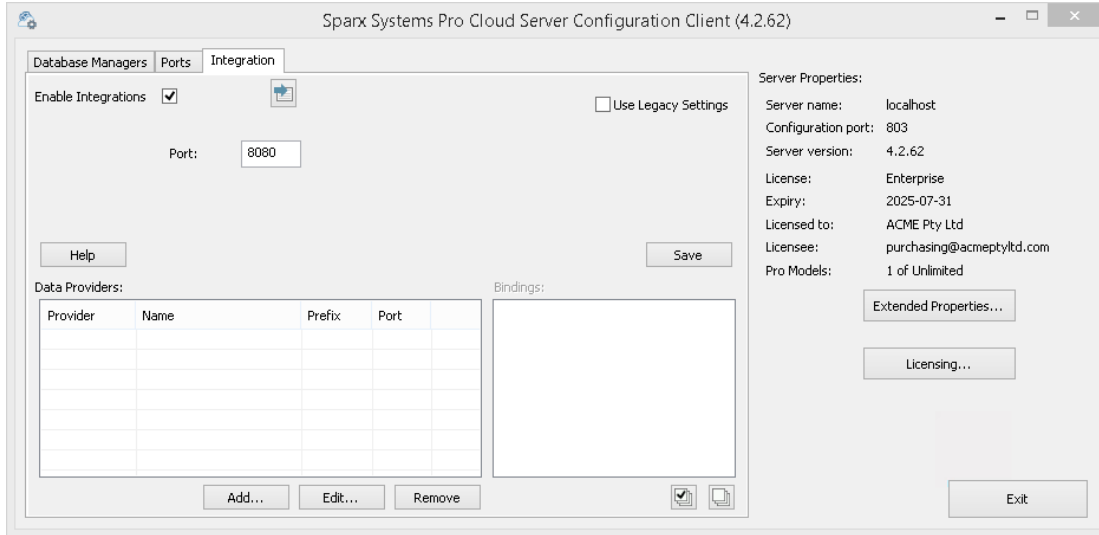 Sparx Systems Pro Cloud Server Configuration Client (4.2.62)
Database Managers Ports Integration
Enable Integrations
Use Legacy Settings
Port: 8080
Help
Save
Data Providers:
Provider Name Prefix Port
Bindings:
Add... Edit... Remove
Server Properties:
Server name: localhost
Configuration port: 803
Server version: 4.2.62
License: Enterprise
Expiry: 2025-07-31
Licensed to: ACME Pty Ltd
Licensee: purchasing@acmeptyltd.com
Pro Models: 1 of Unlimited
Extended Properties...
Licensing...
Exit